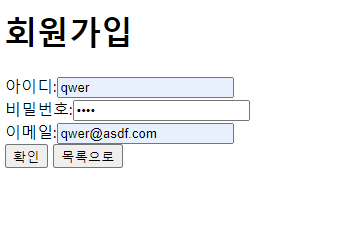 회원가입
아이디:qwer
비밀번호:••••
이메일:qwer@asdf.com
확인 목록으로